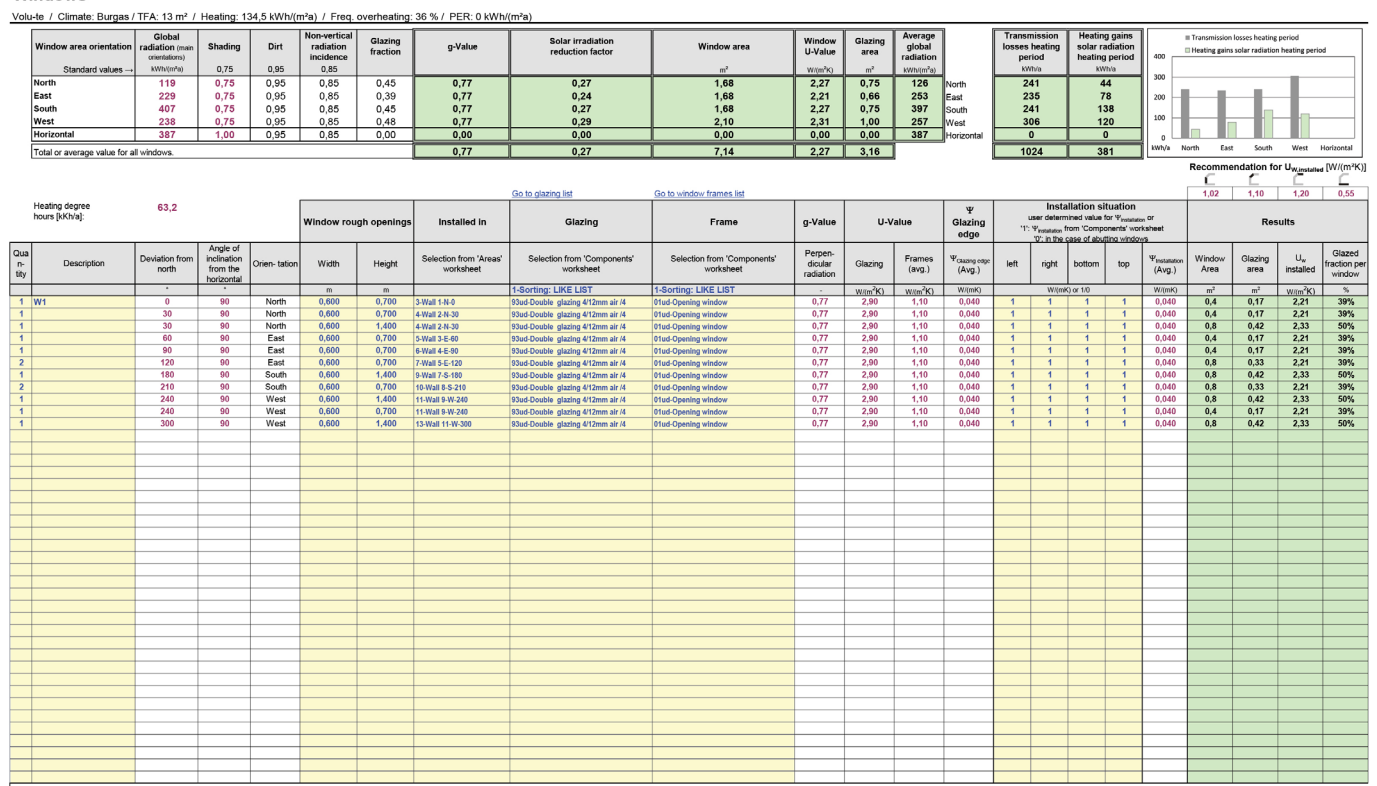 Volu-te / Climate: Burgas / TFA: 13 m² / Heating: 134,5 kWh/(m²a) / Freq. overheating: 36 % / PER: 0 kWh/(m²a)
Window area orientation Global radiation (main orientations) Shading Dirt Non-vertical radiation incidence Glazing fraction g-Value Solar irradiation reduction factor Window area Window U-Value Glazing area Average global radiation Transmission losses heating period Heating gains solar radiation heating period
Standard values → kWh/(m²a) 0,75 0,95 0,85 m² W/(m²K) m² kWh/(m²a) kWh/a kWh/a
North 119 0,75 0,95 0,85 0,45 0,77 0,27 1,68 2,27 0,75 126 North 241 44
East 229 0,75 0,95 0,85 0,39 0,77 0,24 1,68 2,21 0,66 253 East 235 78
South 407 0,75 0,95 0,85 0,45 0,77 0,27 1,68 2,27 0,75 397 South 241 138
West 238 0,75 0,95 0,85 0,48 0,77 0,29 2,10 2,31 1,00 257 West 306 120
Horizontal 387 1,00 0,95 0,85 0,00 0,00 0,00 0,00 0,00 0,00 387 Horizontal 0 0
Total or average value for all windows. 0,77 0,27 7,14 2,27 3,16 1024 381
Transmission losses heating period
Heating gains solar radiation heating period
400
300
200
100
0
kWh/a North East South West Horizontal
Recommendation for UW,installed [W/(m²K)]
Go to glazing list Go to window frames list 1,02 1,10 1,20 0,55
Heating degree hours [kKh/a]: 63,2
Window rough openings Installed in Glazing Frame g-Value U-Value Ψ Glazing edge Installation situation Results
user determined value for Ψinstallation or
'1': Ψinstallation from 'Components' worksheet
'0': in the case of abutting windows
Quan-tity Description Deviation from north Angle of inclination from the horizontal Orien- tation Width Height Selection from 'Areas' worksheet Selection from 'Components' worksheet Selection from 'Components' worksheet Perpen-dicular radiation Glazing Frames (avg.) ΨGlazing edge (Avg.) left right bottom top ΨInstallation (Avg.) Window Area Glazing area Uw installed Glazed fraction per window
° ° m m 1-Sorting: LIKE LIST 1-Sorting: LIKE LIST - W/(m²K) W/(m²K) W/(mK) W/(mK) or 1/0 W/(mK) m² m² W/(m²K) %
1 W1 0 90 North 0,600 0,700 3-Wall 1-N-0 93ud-Double glazing 4/12mm air /4 01ud-Opening window 0,77 2,90 1,10 0,040 1 1 1 1 0,040 0,4 0,17 2,21 39%
1 30 90 North 0,600 0,700 4-Wall 2-N-30 93ud-Double glazing 4/12mm air /4 01ud-Opening window 0,77 2,90 1,10 0,040 1 1 1 1 0,040 0,4 0,17 2,21 39%
1 30 90 North 0,600 1,400 4-Wall 2-N-30 93ud-Double glazing 4/12mm air /4 01ud-Opening window 0,77 2,90 1,10 0,040 1 1 1 1 0,040 0,8 0,42 2,33 50%
1 60 90 East 0,600 0,700 5-Wall 3-E-60 93ud-Double glazing 4/12mm air /4 01ud-Opening window 0,77 2,90 1,10 0,040 1 1 1 1 0,040 0,4 0,17 2,21 39%
1 90 90 East 0,600 0,700 6-Wall 4-E-90 93ud-Double glazing 4/12mm air /4 01ud-Opening window 0,77 2,90 1,10 0,040 1 1 1 1 0,040 0,4 0,17 2,21 39%
2 120 90 East 0,600 0,700 7-Wall 5-E-120 93ud-Double glazing 4/12mm air /4 01ud-Opening window 0,77 2,90 1,10 0,040 1 1 1 1 0,040 0,8 0,33 2,21 39%
1 180 90 South 0,600 1,400 9-Wall 7-S-180 93ud-Double glazing 4/12mm air /4 01ud-Opening window 0,77 2,90 1,10 0,040 1 1 1 1 0,040 0,8 0,42 2,33 50%
2 210 90 South 0,600 0,700 10-Wall 8-S-210 93ud-Double glazing 4/12mm air /4 01ud-Opening window 0,77 2,90 1,10 0,040 1 1 1 1 0,040 0,8 0,33 2,21 39%
1 240 90 West 0,600 1,400 11-Wall 9-W-240 93ud-Double glazing 4/12mm air /4 01ud-Opening window 0,77 2,90 1,10 0,040 1 1 1 1 0,040 0,8 0,42 2,33 50%
1 240 90 West 0,600 0,700 11-Wall 9-W-240 93ud-Double glazing 4/12mm air /4 01ud-Opening window 0,77 2,90 1,10 0,040 1 1 1 1 0,040 0,4 0,17 2,21 39%
1 300 90 West 0,600 1,400 13-Wall 11-W-300 93ud-Double glazing 4/12mm air /4 01ud-Opening window 0,77 2,90 1,10 0,040 1 1 1 1 0,040 0,8 0,42 2,33 50%